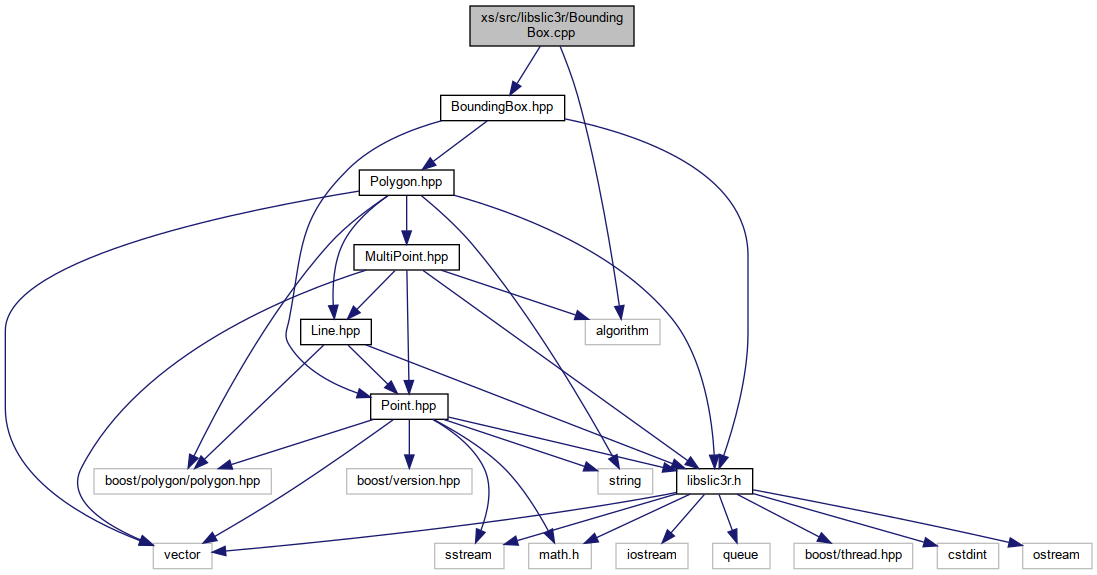 xs/src/libslic3r/Bounding
Box.cpp
BoundingBox.hpp
Polygon.hpp
MultiPoint.hpp
Line.hpp
algorithm
Point.hpp
boost/polygon/polygon.hpp
boost/version.hpp
string
libslic3r.h
vector
sstream
math.h
iostream
queue
boost/thread.hpp
cstdint
ostream